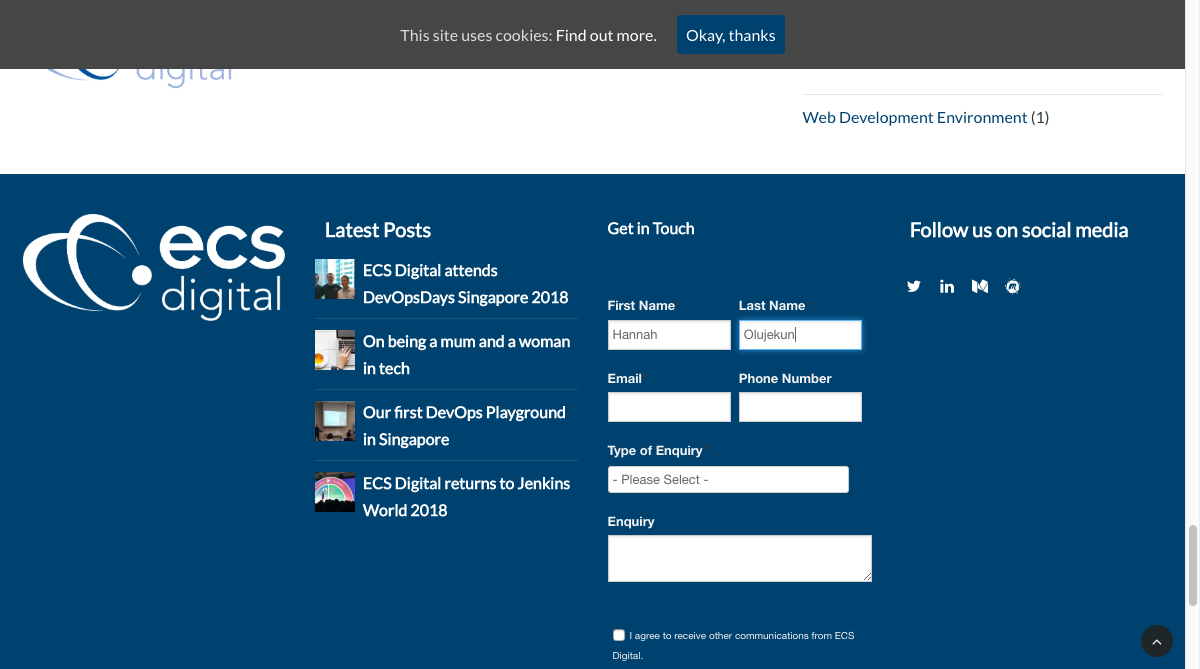 This site uses cookies: Find out more.
Okay, thanks
digital
Web Development Environment (1)
ecs
digital
Latest Posts
ECS Digital attends
DevOpsDays Singapore 2018
On being a mum and a woman
in tech
Our first DevOps Playground
in Singapore
ECS Digital returns to Jenkins
World 2018
Get in Touch
First Name
Last Name
Hannah
Olujekun
Email
Phone Number
Type of Enquiry
- Please Select -
Enquiry
I agree to receive other communications from ECS
Digital.
Follow us on social media
in